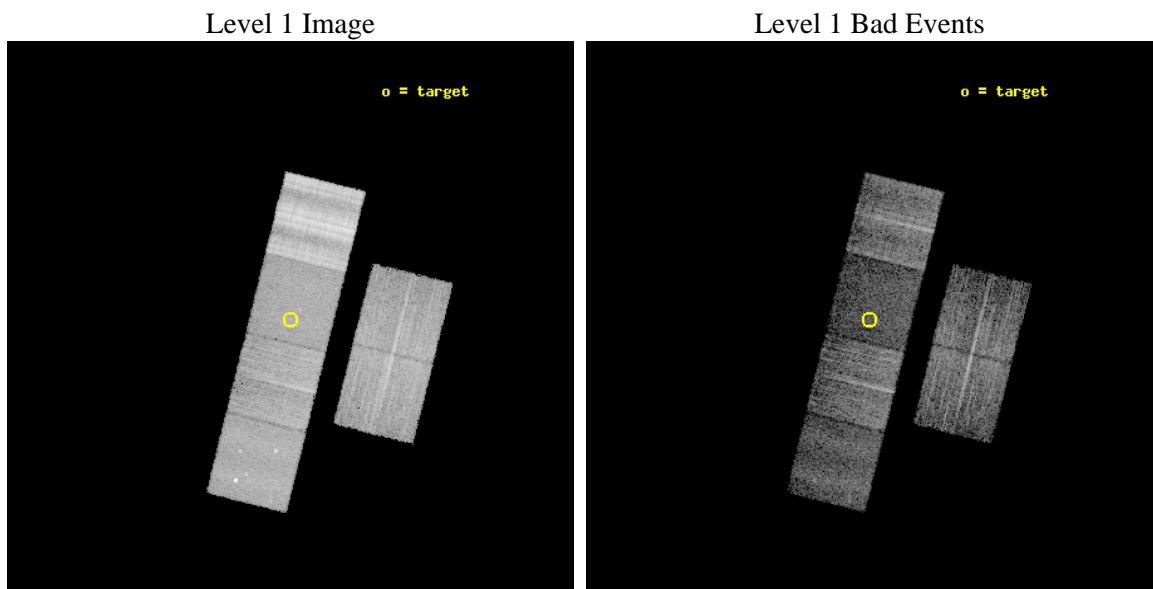 Level 1 Image
Level 1 Bad Events
o = target
o = target